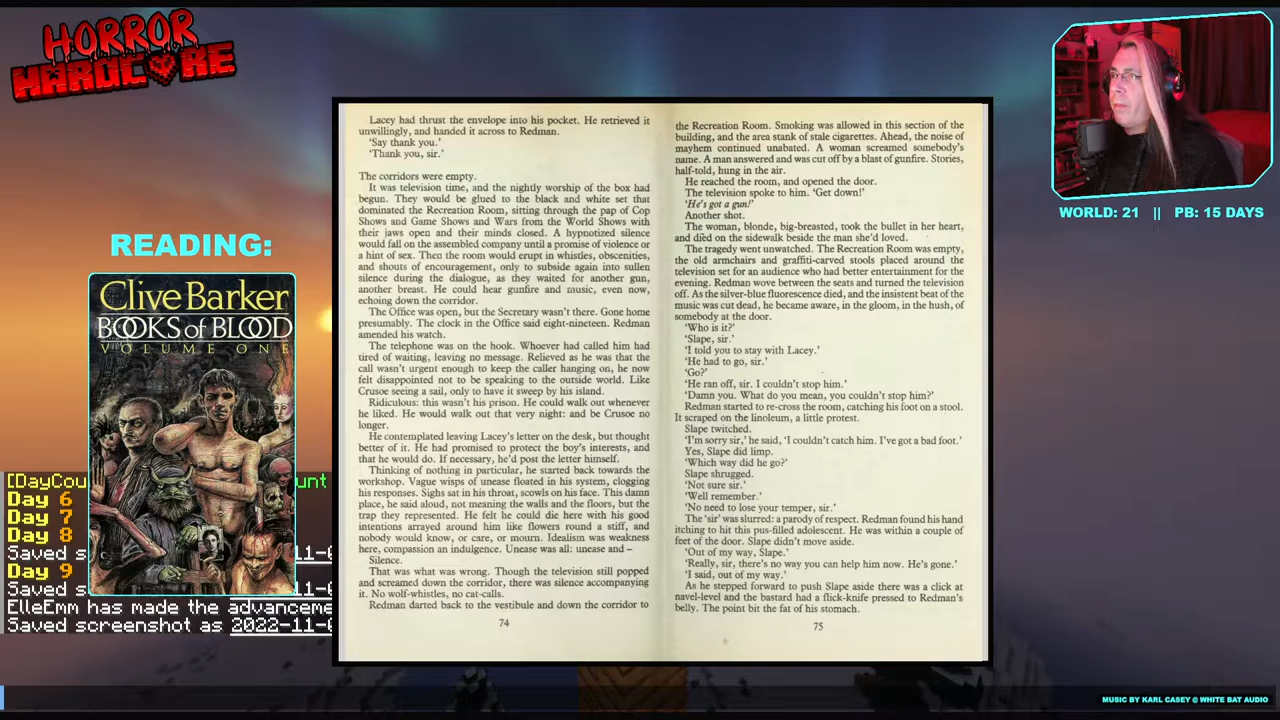 HORROR
HARDCORE
READING:
Clive Barker
BOOKS of BLOOD
VOLUME ONE
[DayCou
unt
Day 6
Day 7
Day 8
Saved s
11-0
Day 9
Saved s
11-0
ElleEmm has made the advanceme
Saved screenshot as 2022-11-0
Lacey had thrust the envelope into his pocket. He retrieved it
unwillingly, and handed it across to Redman.
‘Say thank you.’
‘Thank you, sir.’
The corridors were empty.
It was television time, and the nightly worship of the box had
begun. They would be glued to the black and white set that
dominated the Recreation Room, sitting through the pap of Cop
Shows and Game Shows and Wars from the World Shows with
their jaws open and their minds closed. A hypnotized silence
would fall on the assembled company until a promise of violence or
a hint of sex. Then the room would erupt in whistles, obscenities,
and shouts of encouragement, only to subside again into sullen
silence during the dialogue, as they waited for another gun,
another breast. He could hear gunfire and music, even now,
echoing down the corridor.
The Office was open, but the Secretary wasn’t there. Gone home
presumably. The clock in the Office said eight-nineteen. Redman
amended his watch.
The telephone was on the hook. Whoever had called him had
tired of waiting, leaving no message. Relieved as he was that the
call wasn’t urgent enough to keep the caller hanging on, he now
felt disappointed not to be speaking to the outside world. Like
Crusoe seeing a sail, only to have it sweep by his island.
Ridiculous: this wasn’t his prison. He could walk out whenever
he liked. He would walk out that very night: and be Crusoe no
longer.
He contemplated leaving Lacey’s letter on the desk, but thought
better of it. He had promised to protect the boy’s interests, and
that he would do. If necessary, he’d post the letter himself.
Thinking of nothing in particular, he started back towards the
workshop. Vague wisps of unease floated in his system, clogging
his responses. Sighs sat in his throat, scowls on his face. This damn
place, he said aloud, not meaning the walls and the floors, but the
trap they represented. He felt he could die here with his good
intentions arrayed around him like flowers round a stiff, and
nobody would know, or care, or mourn. Idealism was weakness
here, compassion an indulgence. Unease was all: unease and –
Silence.
That was what was wrong. Though the television still popped
and screamed down the corridor, there was silence accompanying
it. No wolf-whistles, no cat-calls.
Redman darted back to the vestibule and down the corridor to
74
the Recreation Room. Smoking was allowed in this section of the
building, and the area stank of stale cigarettes. Ahead, the noise of
mayhem continued unabated. A woman screamed somebody’s
name. A man answered and was cut off by a blast of gunfire. Stories,
half-told, hung in the air.
He reached the room, and opened the door.
The television spoke to him. ‘Get down!’
‘He’s got a gun!’
Another shot.
The woman, blonde, big-breasted, took the bullet in her heart,
and died on the sidewalk beside the man she’d loved.
The tragedy went unwatched. The Recreation Room was empty,
the old armchairs and graffiti-carved stools placed around the
television set for an audience who had better entertainment for the
evening. Redman wove between the seats and turned the television
off. As the silver-blue fluorescence died, and the insistent beat of the
music was cut dead, he became aware, in the gloom, in the hush, of
somebody at the door.
‘Who is it?’
‘Slape, sir.’
‘I told you to stay with Lacey.’
‘He had to go, sir.’
‘Go?’
‘He ran off, sir. I couldn’t stop him.’
‘Damn you. What do you mean, you couldn’t stop him?’
Redman started to re-cross the room, catching his foot on a stool.
It scraped on the linoleum, a little protest.
Slape twitched.
‘I’m sorry sir,’ he said, ‘I couldn’t catch him. I’ve got a bad foot.’
Yes, Slape did limp.
‘Which way did he go?’
Slape shrugged.
‘Not sure sir.’
‘Well remember.’
‘No need to lose your temper, sir.’
The ‘sir’ was slurred: a parody of respect. Redman found his hand
itching to hit this pus-filled adolescent. He was within a couple of
feet of the door. Slape didn’t move aside.
‘Out of my way, Slape.’
‘Really, sir, there’s no way you can help him now. He’s gone.’
‘I said, out of my way.’
As he stepped forward to push Slape aside there was a click at
navel-level and the bastard had a flick-knife pressed to Redman’s
belly. The point bit the fat of his stomach.
75
WORLD: 21 || PB: 15 DAYS
MUSIC BY KARL CASEY @ WHITE BAT AUDIO